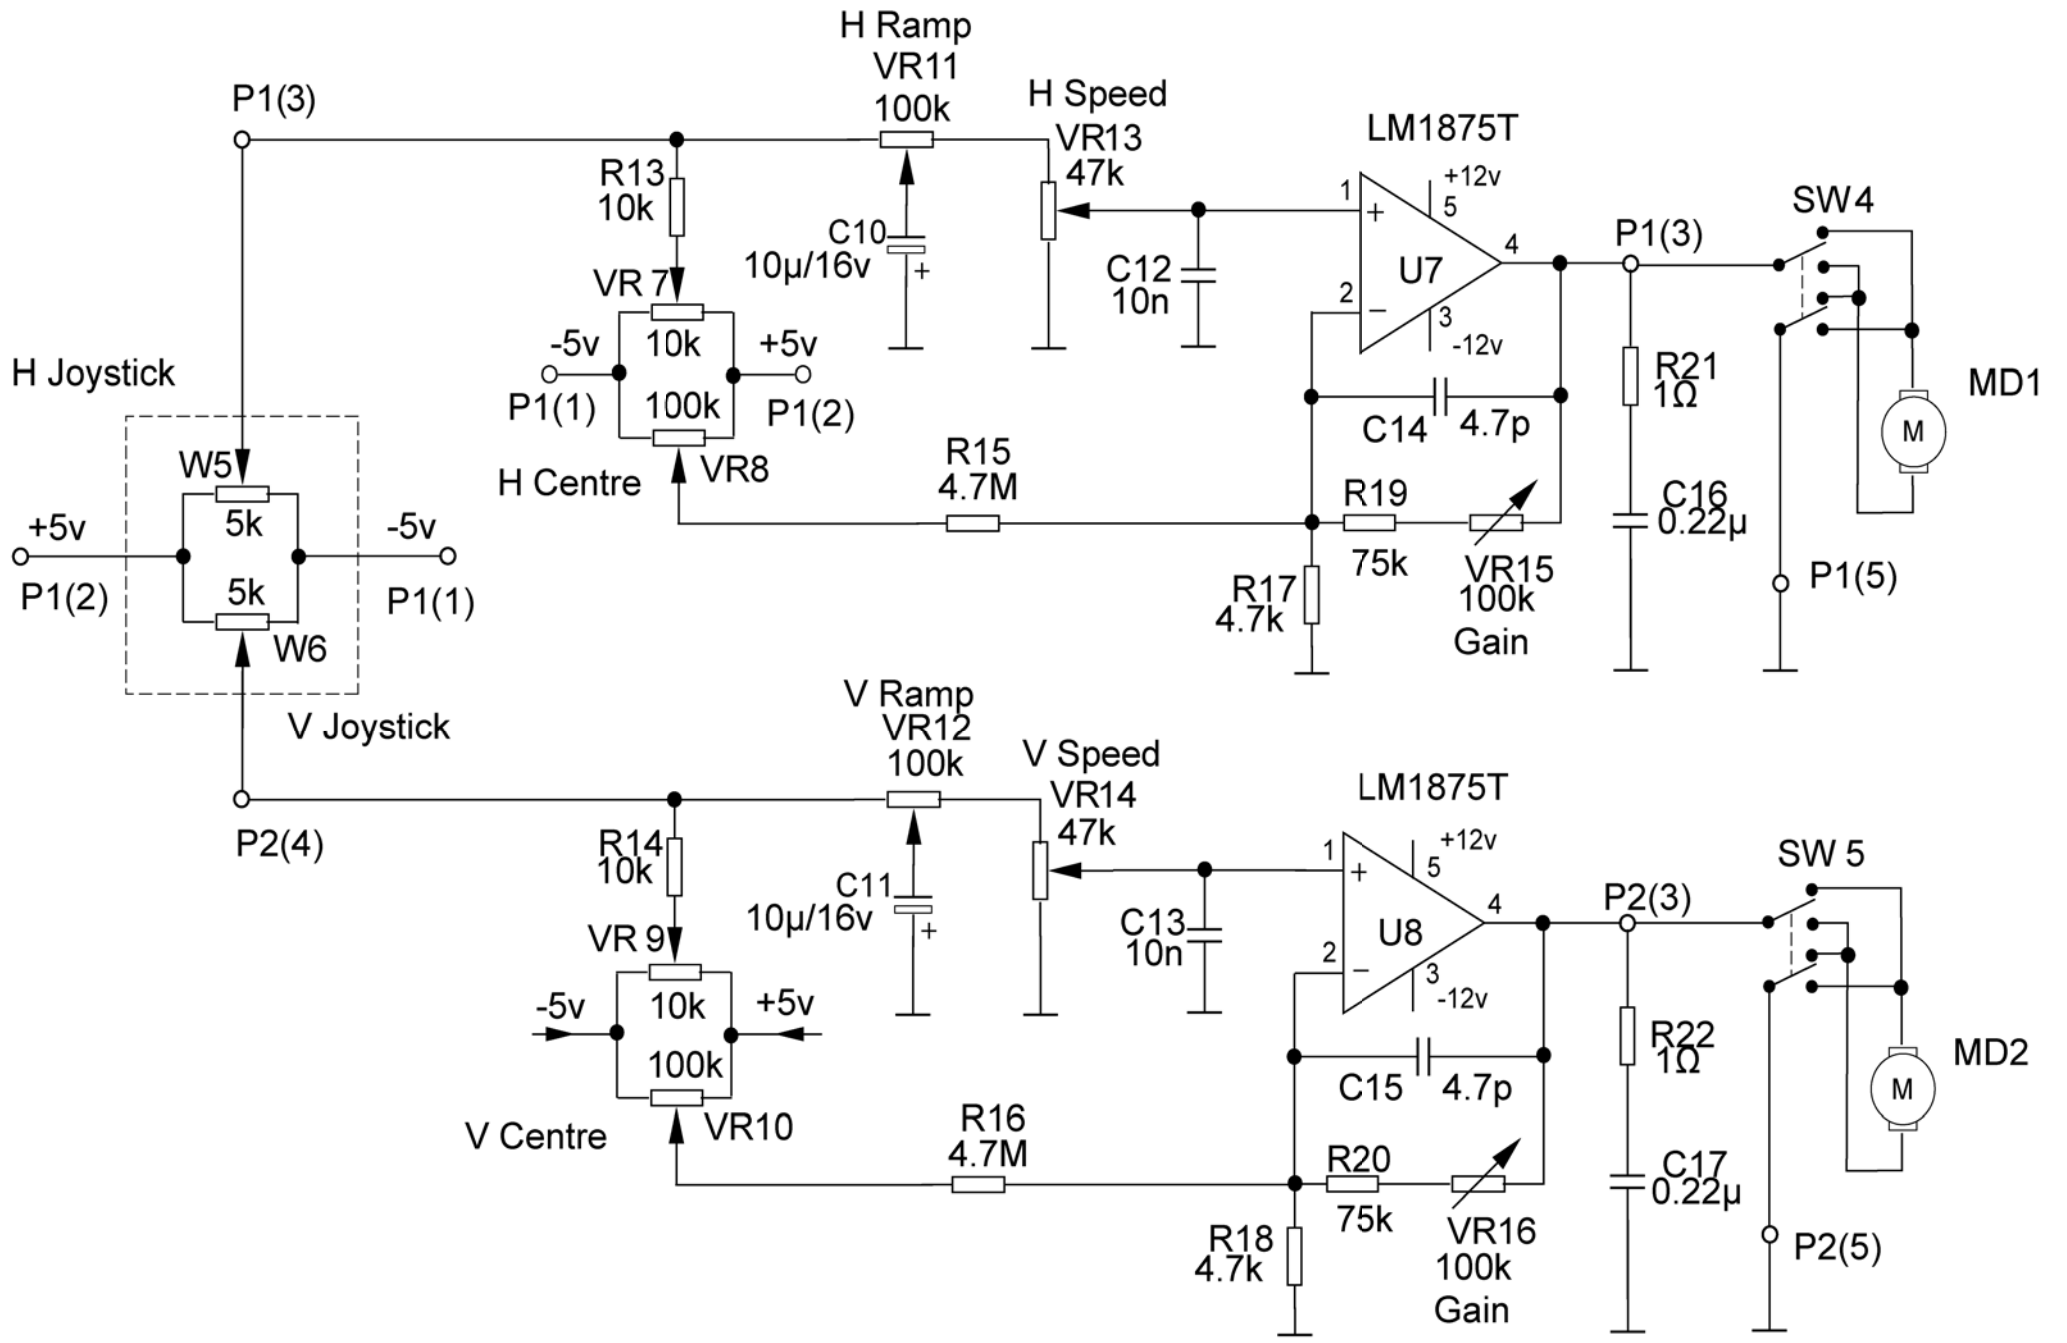 H Ramp
VR11
100k
P1(3)
H Speed
VR13
47k
LM1875T
+12v
5
1
+
R13
10k
C10
10µ/16v
+
VR 7
10k
-5v
+5v
P1(1)
P1(2)
100k
VR8
H Centre
C12
10n
2
−
U7
4
3
-12v
P1(3)
SW4
R21
1Ω
MD1
M
C14
4.7p
H Joystick
W5
5k
+5v
-5v
P1(2)
P1(1)
5k
W6
V Joystick
R15
4.7M
R19
75k
VR15
100k
Gain
C16
0.22µ
P1(5)
R17
4.7k
V Ramp
VR12
100k
V Speed
VR14
47k
LM1875T
+12v
5
1
+
P2(4)
R14
10k
C11
10µ/16v
+
VR 9
10k
-5v
+5v
100k
VR10
V Centre
C13
10n
2
−
U8
4
3
-12v
P2(3)
SW 5
R22
1Ω
MD2
M
C15
4.7p
R16
4.7M
R20
75k
VR16
100k
Gain
C17
0.22µ
P2(5)
R18
4.7k